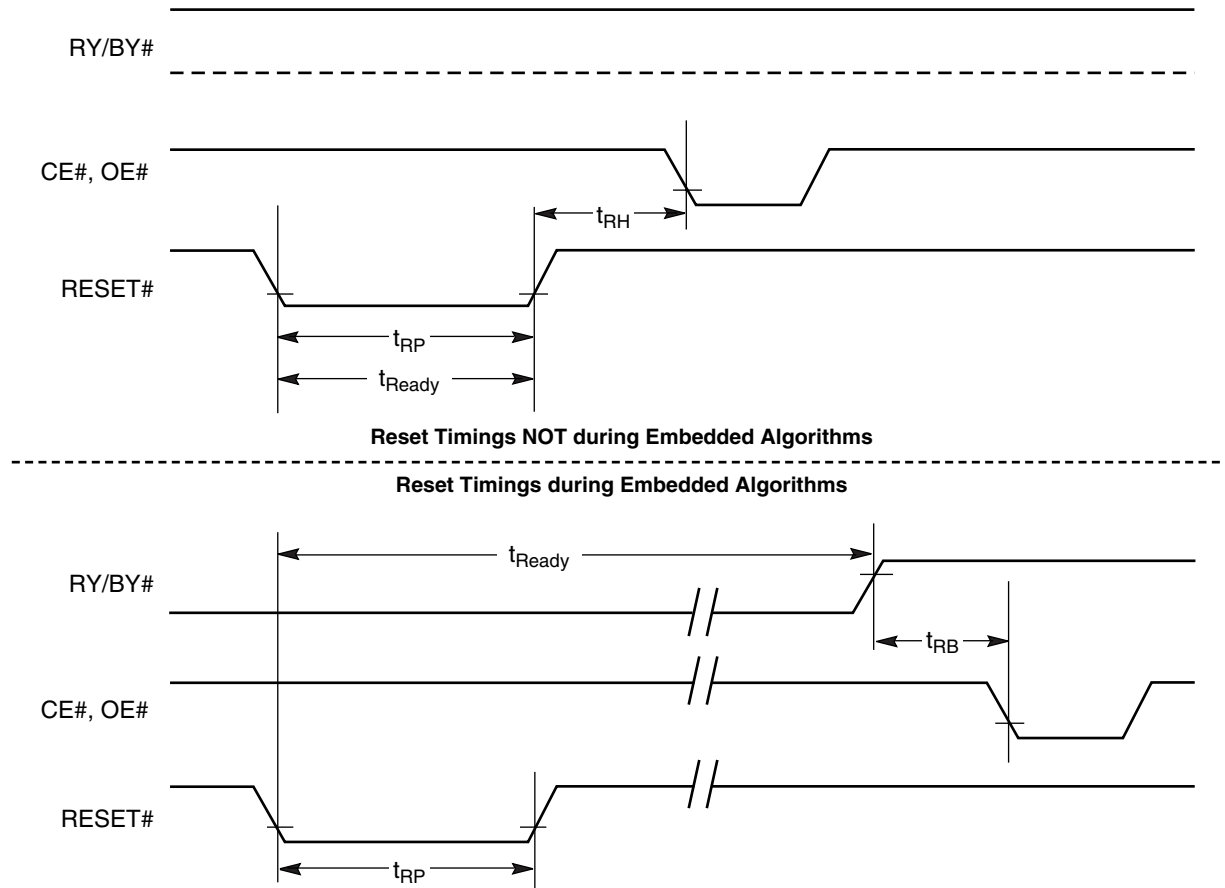 RY/BY#
CE#, OE#
tRH
RESET#
tRP
tReady
Reset Timings NOT during Embedded Algorithms
Reset Timings during Embedded Algorithms
tReady
RY/BY#
tRB
CE#, OE#
RESET#
tRP